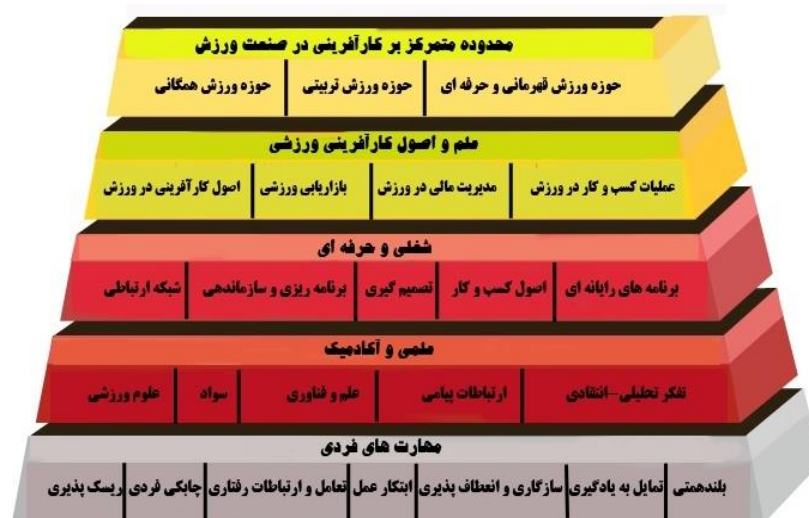 محدوده متمرکز بر کارآفرینی در صنعت ورزش
حوزه ورزش قهرمانی و حرفه ای حوزه ورزش تربیتی حوزه ورزش همگانی
علم و اصول کارآفرینی ورزشی
عملیات کسب و کار در ورزش مدیریت مالی در ورزش بازاریابی ورزشی اصول کارآفرینی در ورزش
شغلی و حرفه ای
برنامه های رایانه ای اصول کسب و کار تصمیم گیری برنامه ریزی و سازماندهی شبکه ارتباطی
علمی و آکادمیک
تفکر تحلیلی-انتقادی ارتباطات پیامی علم و فناوری سواد علوم ورزشی
مهارت های فردی
بلندهمتی تمایل به یادگیری سازگاری و انعطاف پذیری ابتکار عمل تعامل و ارتباطات رفتاری چابکی فردی ریسک پذیری